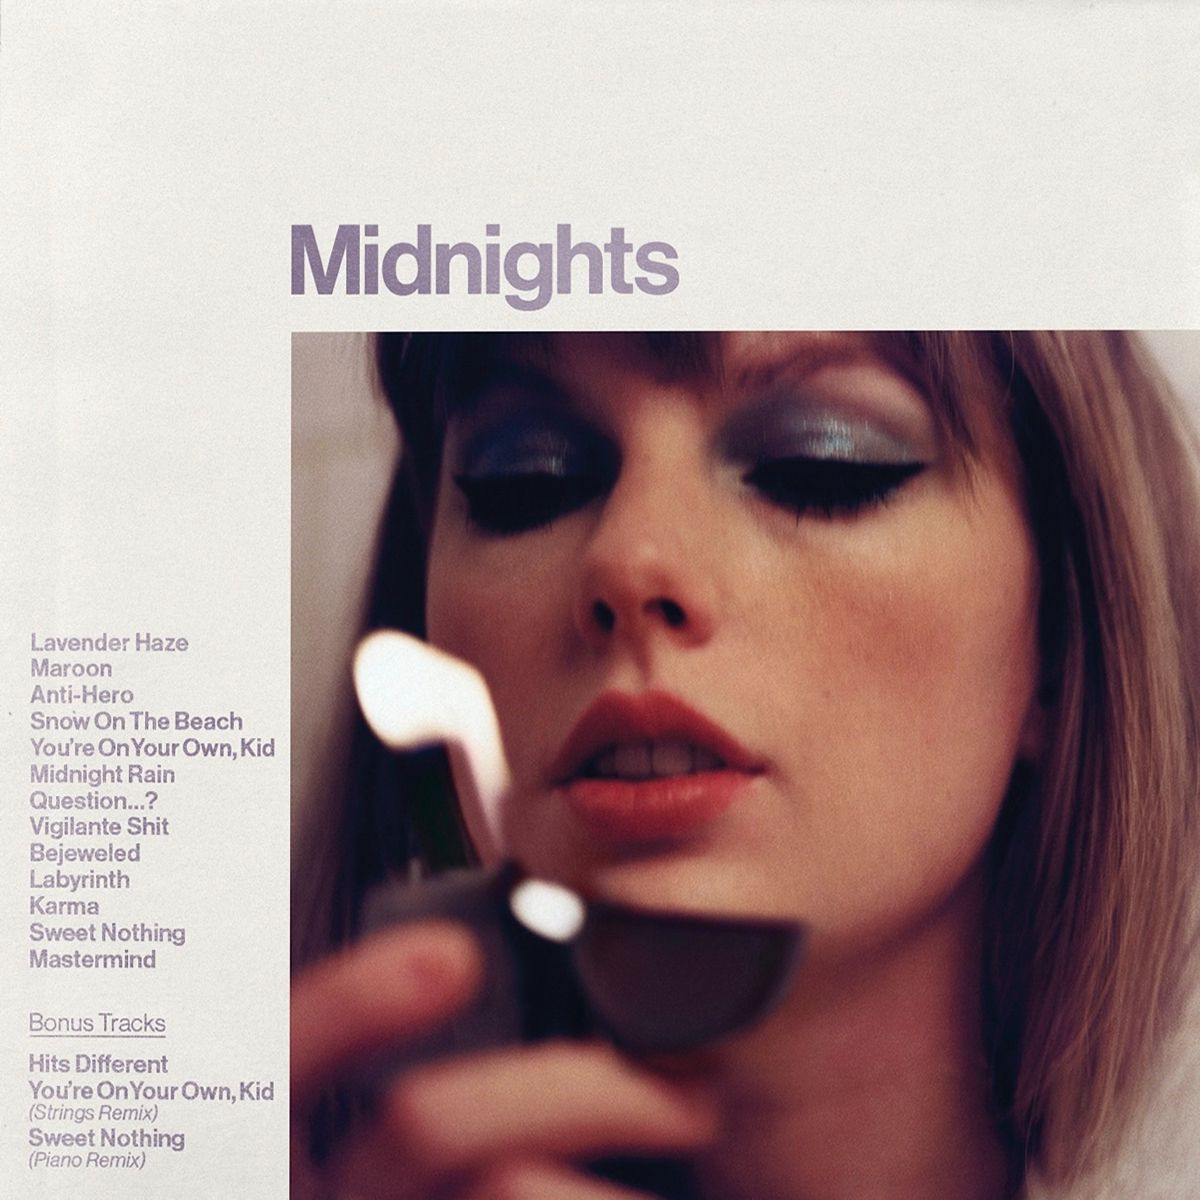 Midnights
Lavender Haze
Maroon
Anti-Hero
Snow On The Beach
You're On Your Own, Kid
Midnight Rain
Question...?
Vigilante Shit
Bejeweled
Labyrinth
Karma
Sweet Nothing
Mastermind
Bonus Tracks
Hits Different
You're On Your Own, Kid
(Strings Remix)
Sweet Nothing
(Piano Remix)